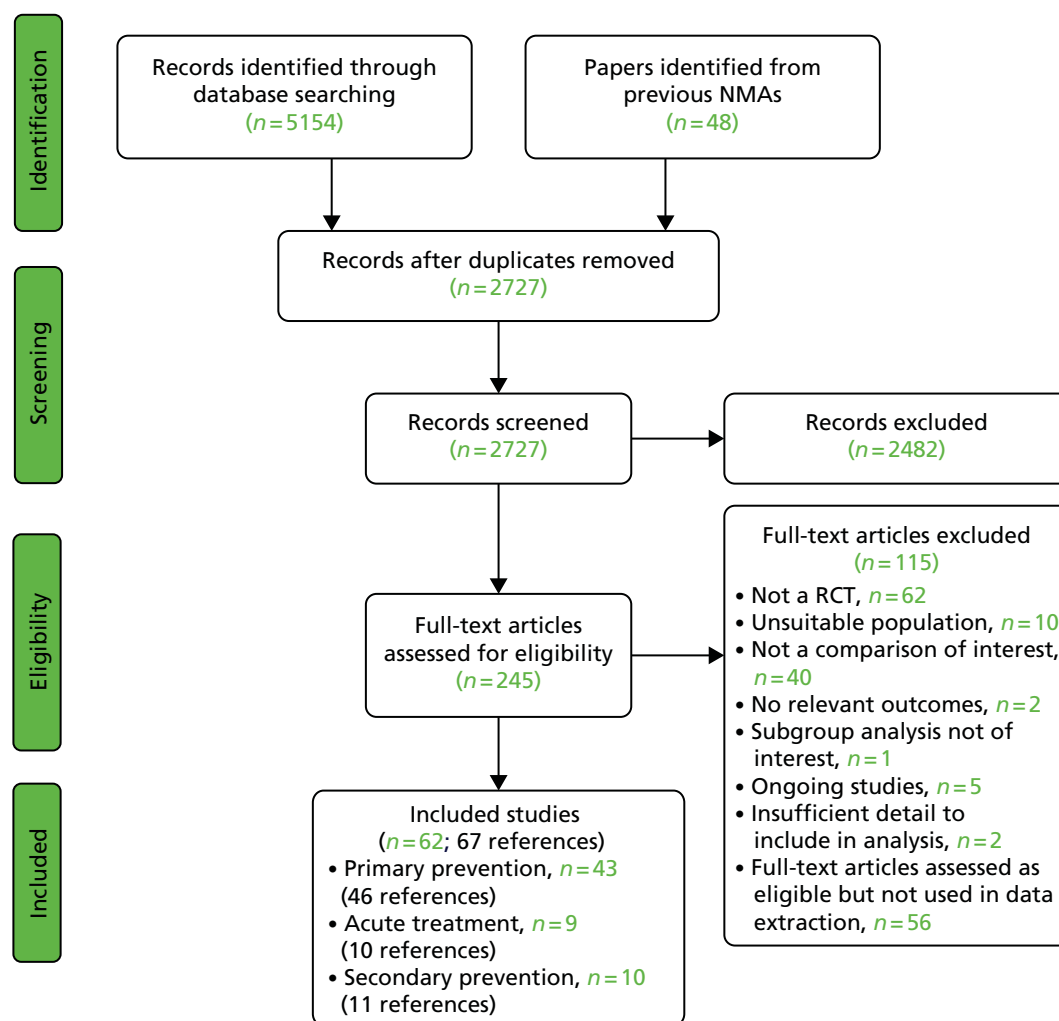 Identification
Records identified through
database searching
(n=5154)
Papers identified from
previous NMAs
(n=48)
Records after duplicates removed
(n=2727)
Screening
Records screened
(n=2727)
Records excluded
(n=2482)
Eligibility
Full-text articles
assessed for eligibility
(n=245)
Full-text articles excluded
(n=115)
• Not a RCT, n=62
• Unsuitable population, n=10
• Not a comparison of interest,
n=40
• No relevant outcomes, n=2
• Subgroup analysis not of
interest, n=1
• Ongoing studies, n=5
• Insufficient detail to
include in analysis, n=2
• Full-text articles assessed as
eligible but not used in data
extraction, n=56
Included
Included studies
(n=62; 67 references)
• Primary prevention, n=43
(46 references)
• Acute treatment, n=9
(10 references)
• Secondary prevention, n=10
(11 references)